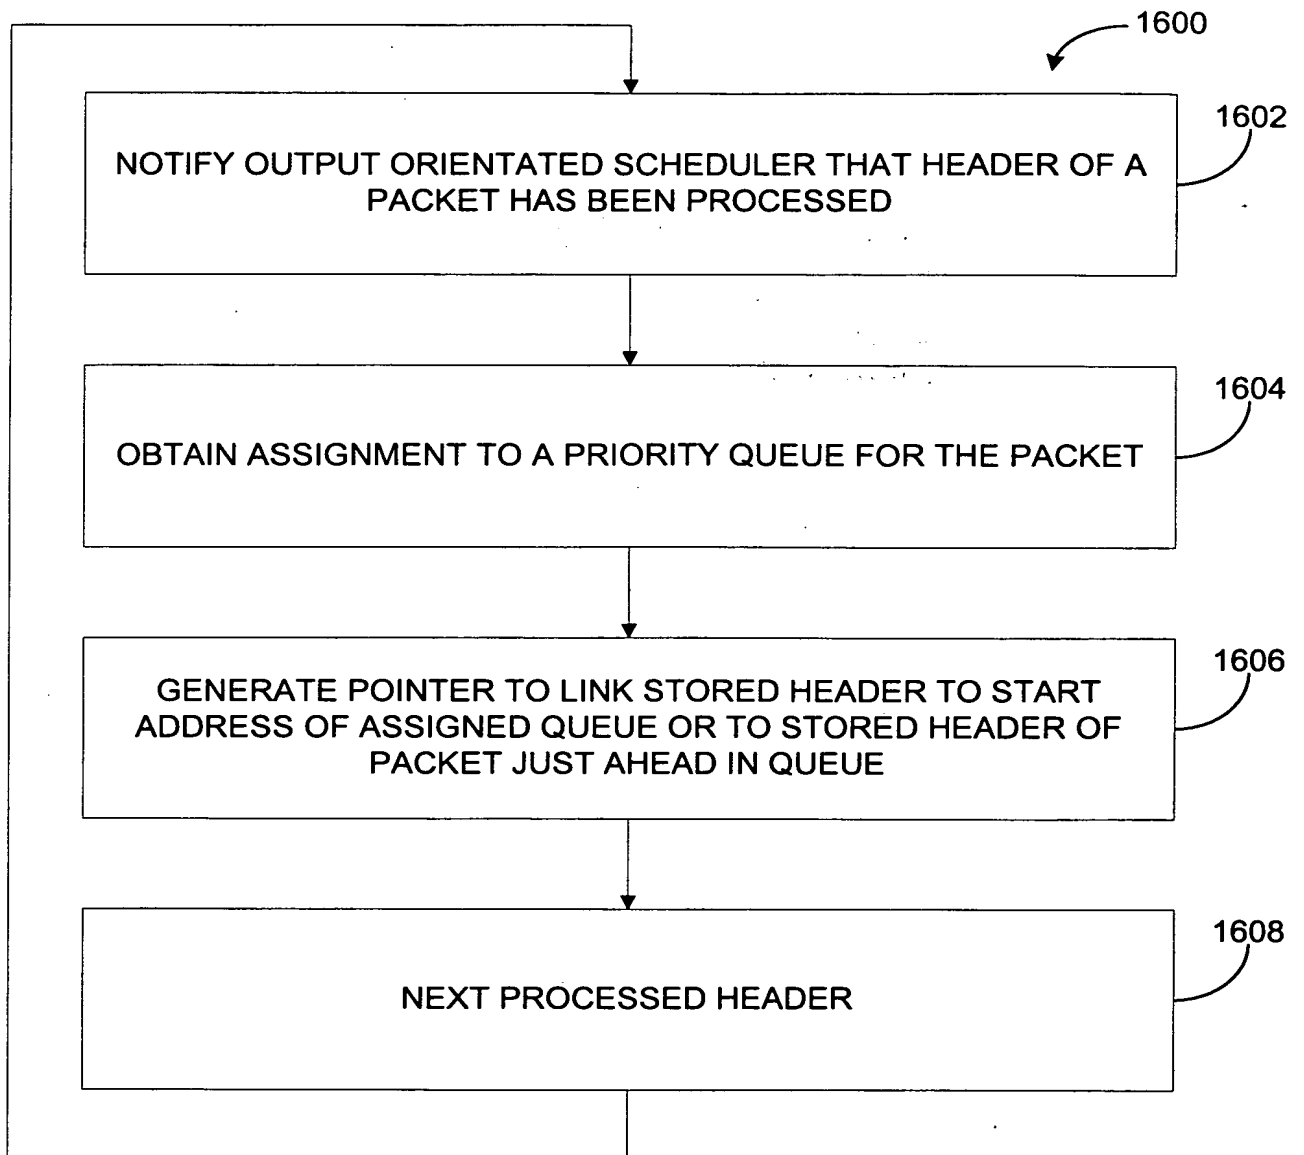 1600
1602
NOTIFY OUTPUT ORIENTATED SCHEDULER THAT HEADER OF A
PACKET HAS BEEN PROCESSED
1604
OBTAIN ASSIGNMENT TO A PRIORITY QUEUE FOR THE PACKET
1606
GENERATE POINTER TO LINK STORED HEADER TO START
ADDRESS OF ASSIGNED QUEUE OR TO STORED HEADER OF
PACKET JUST AHEAD IN QUEUE
1608
NEXT PROCESSED HEADER